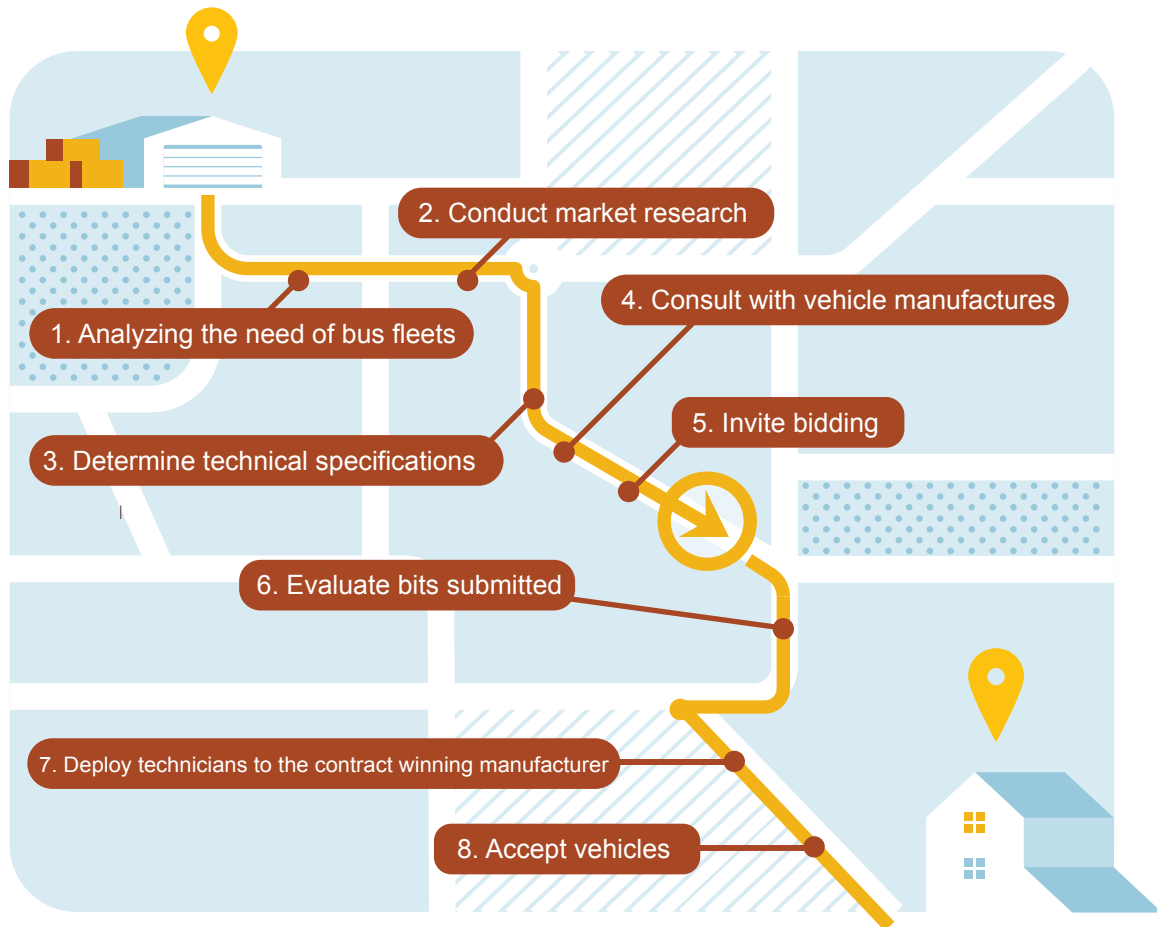 1. Analyzing the need of bus fleets
2. Conduct market research
3. Determine technical specifications
4. Consult with vehicle manufactures
5. Invite bidding
6. Evaluate bits submitted
7. Deploy technicians to the contract winning manufacturer
8. Accept vehicles